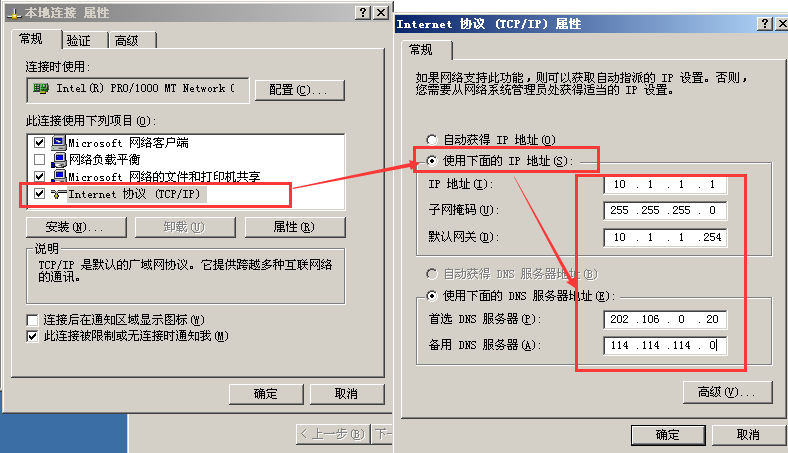 本地连接 属性
常规
验证
高级
连接时使用:
Intel(R) PRO/1000 MT Network C
配置(C)...
此连接使用下列项目(O):
Microsoft 网络客户端
网络负载平衡
Microsoft 网络的文件和打印机共享
Internet 协议 (TCP/IP)
安装(N)...
卸载(U)
属性(R)
说明
TCP/IP 是默认的广域网协议。它提供跨越多种互联网络
的通讯。
连接后在通知区域显示图标(W)
此连接被限制或无连接时通知我(M)
确定
取消
< 上一步(B)
下一
Internet 协议 (TCP/IP) 属性
常规
如果网络支持此功能，则可以获取自动指派的 IP 设置。否则，
您需要从网络系统管理员处获得适当的 IP 设置。
自动获得 IP 地址(O)
使用下面的 IP 地址(S):
IP 地址(I):
10 . 1 . 1 . 1
子网掩码(U):
255 .255 .255 . 0
默认网关(D):
10 . 1 . 1 .254
自动获得 DNS 服务器地址(B)
使用下面的 DNS 服务器地址(E):
首选 DNS 服务器(P):
202 .106 . 0 . 20
备用 DNS 服务器(A):
114 .114 .114 . 0
高级(V)...
确定
取消